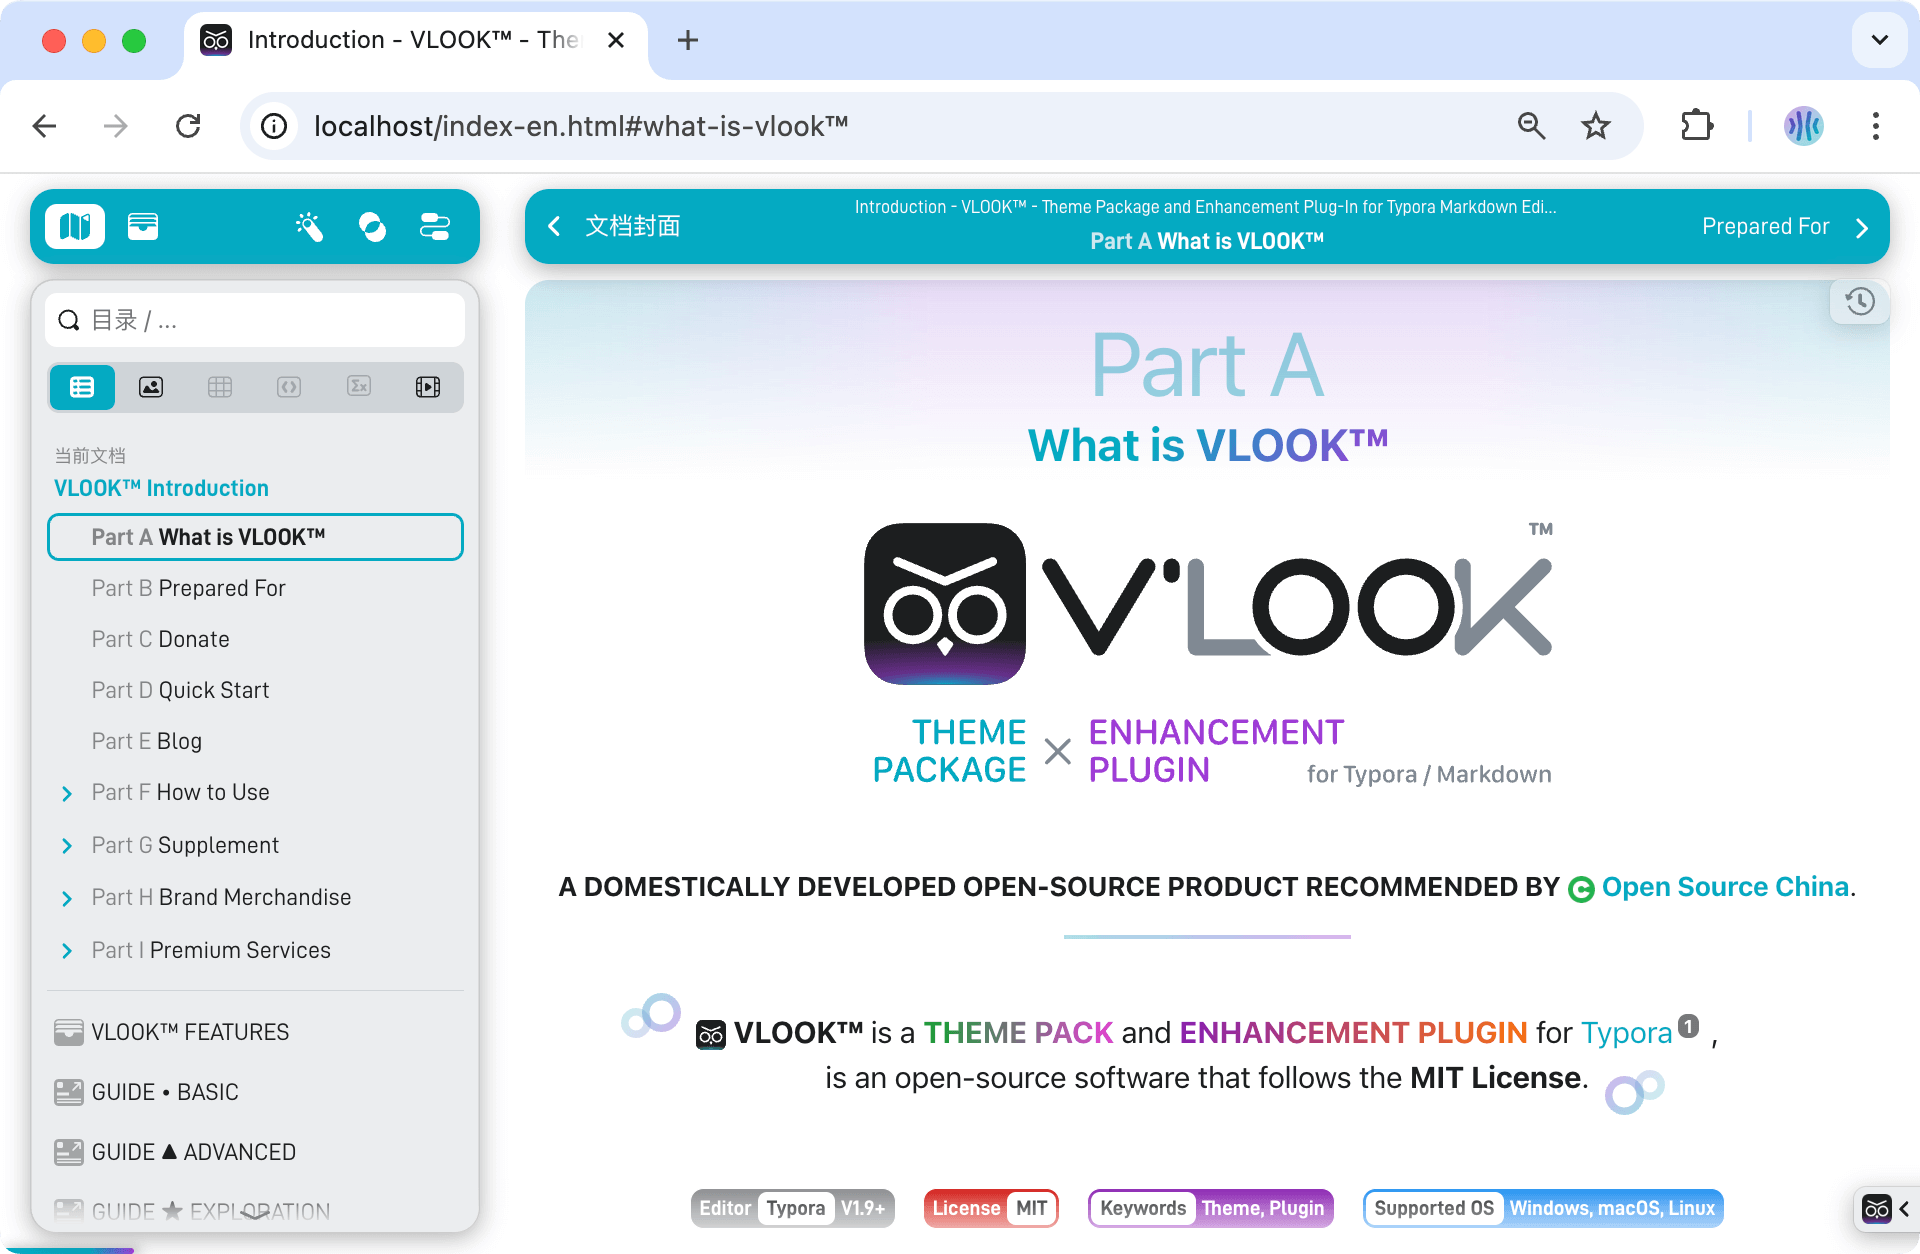 Introduction - VLOOK™ - The
localhost/index-en.html#what-is-vlook™
文档封面
Introduction - VLOOK™ - Theme Package and Enhancement Plug-In for Typora Markdown Edi...
Part A What is VLOOK™
Prepared For
目录 / ...
当前文档
VLOOK™ Introduction
Part A What is VLOOK™
Part B Prepared For
Part C Donate
Part D Quick Start
Part E Blog
Part F How to Use
Part G Supplement
Part H Brand Merchandise
Part I Premium Services
VLOOK™ FEATURES
GUIDE • BASIC
GUIDE ▲ ADVANCED
GUIDE ★ EXPLORATION
Part A
What is VLOOK™
V'LOOK™
THEME PACKAGE × ENHANCEMENT PLUGIN
for Typora / Markdown
A DOMESTICALLY DEVELOPED OPEN-SOURCE PRODUCT RECOMMENDED BY Open Source China.
VLOOK™ is a THEME PACK and ENHANCEMENT PLUGIN for Typora 1 ,
is an open-source software that follows the MIT License.
Editor Typora V1.9+
License MIT
Keywords Theme, Plugin
Supported OS Windows, macOS, Linux